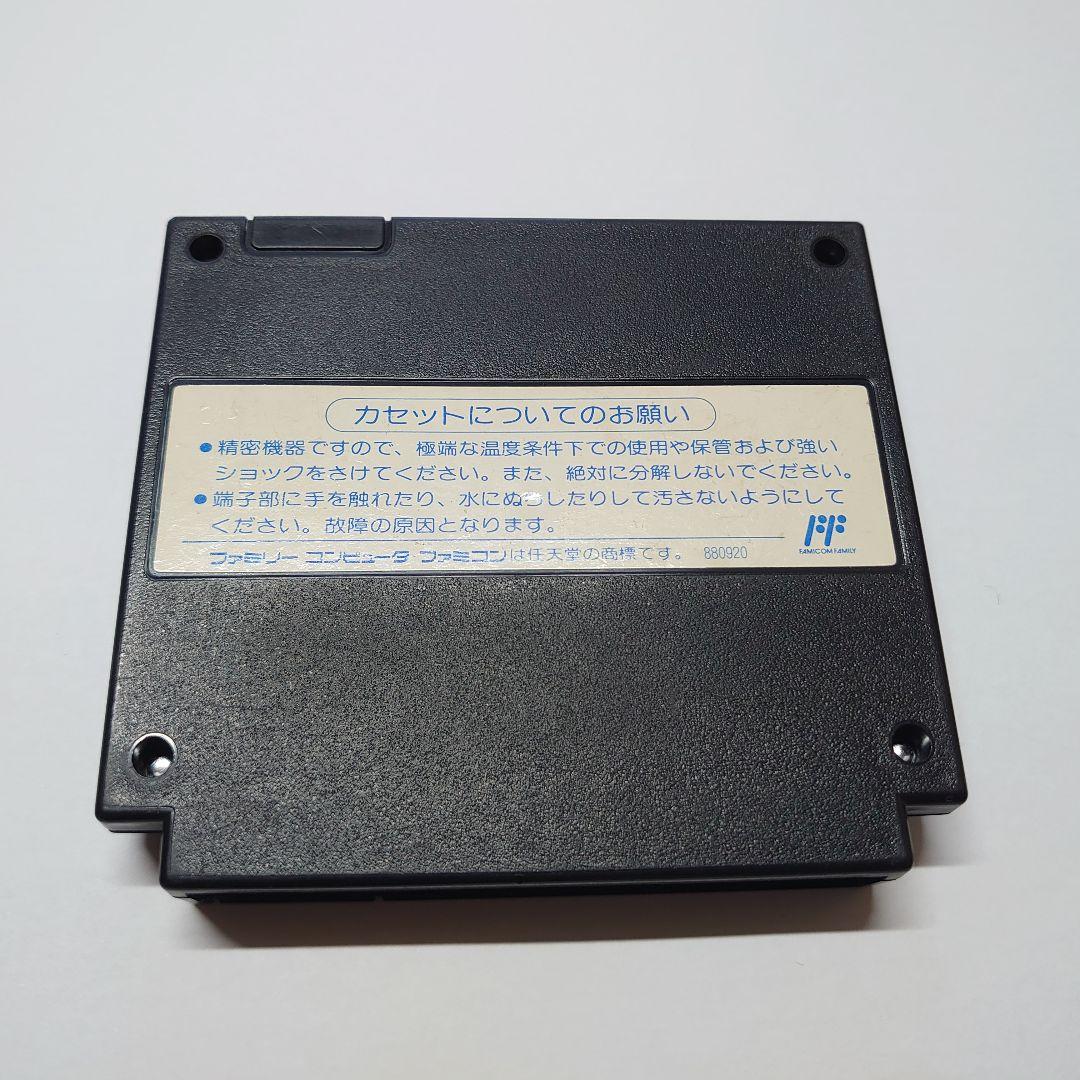 カセットについてのお願い
●精密機器ですので、極端な温度条件下での使用や保管および強い
ショックをさけてください。また、絶対に分解しないでください。
●端子部に手を触れたり、水にぬらしたりして汚さないようにして
ください。故障の原因となります。
ファミリー コンピュータ ファミコンは任天堂の商標です。 880920
FAMICOM FAMILY